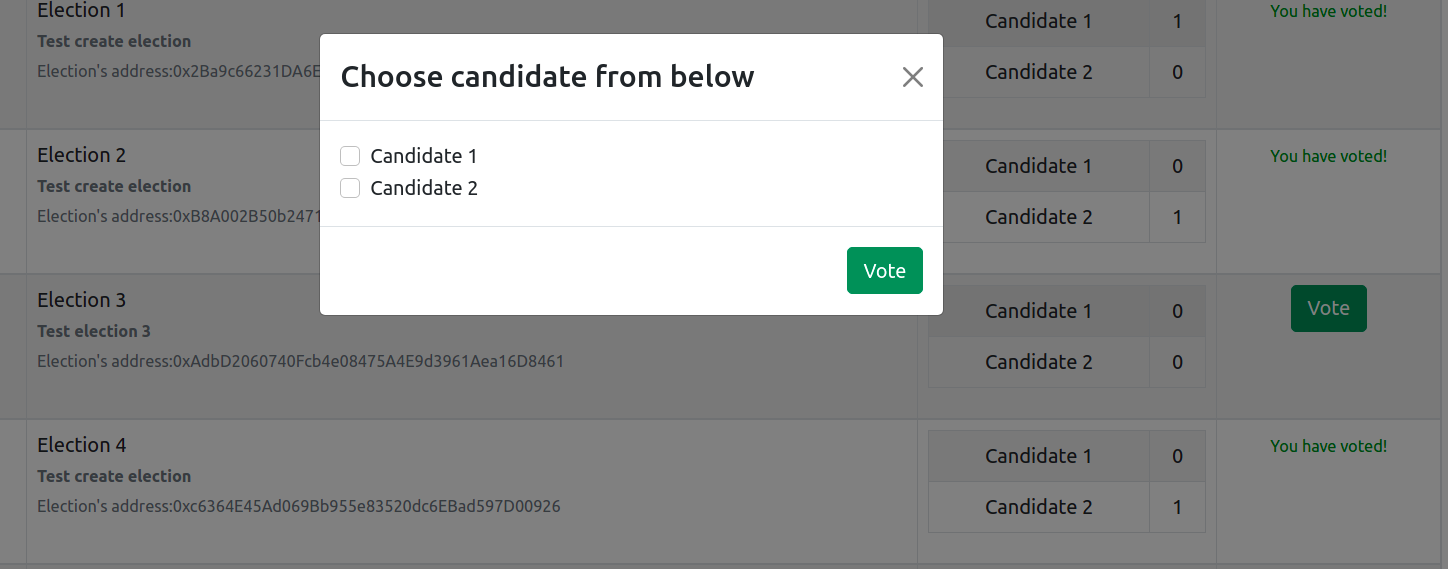 Election 1
Test create election
Election's address:0x2Ba9c66231DA6E
Candidate 1 1
Candidate 2 0
You have voted!
Choose candidate from below
Candidate 1
Candidate 2
Vote
Election 2
Test create election
Election's address:0xB8A002B50b2471
Candidate 1 0
Candidate 2 1
You have voted!
Election 3
Test election 3
Election's address:0xAdbD2060740Fcb4e08475A4E9d3961Aea16D8461
Candidate 1 0
Candidate 2 0
Vote
Election 4
Test create election
Election's address:0xc6364E45Ad069Bb955e83520dc6EBad597D00926
Candidate 1 0
Candidate 2 1
You have voted!